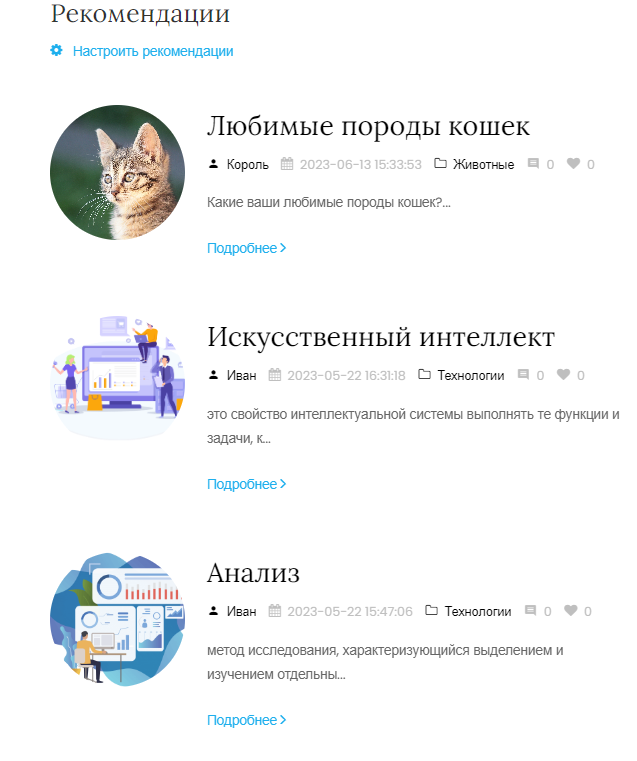 Рекомендации
Настроить рекомендации
Любимые породы кошек
Король 2023-06-13 15:33:53 Животные 0 0
Какие ваши любимые породы кошек?...
Подробнее
Искусственный интеллект
Иван 2023-05-22 16:31:18 Технологии 0 0
это свойство интеллектуальной системы выполнять те функции и
задачи, к...
Подробнее
Анализ
Иван 2023-05-22 15:47:06 Технологии 0 0
метод исследования, характеризующийся выделением и
изучением отдельны...
Подробнее